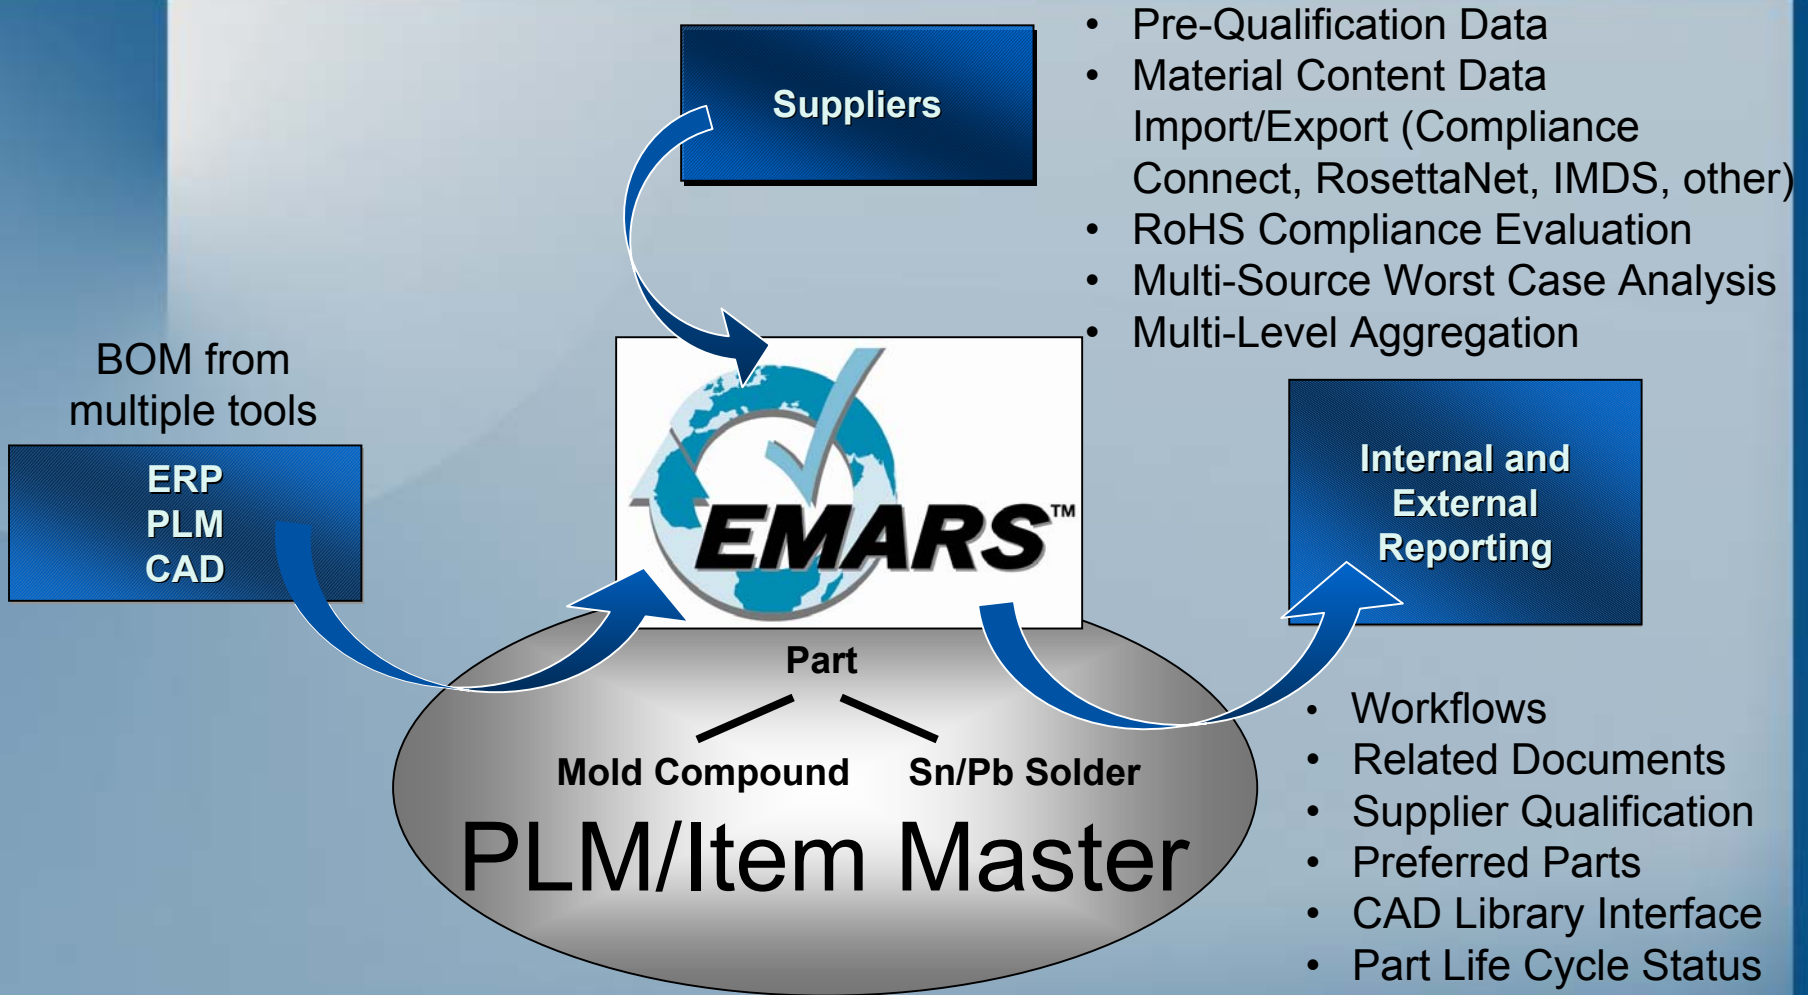 Suppliers
• Pre-Qualification Data
• Material Content Data
Import/Export (Compliance
Connect, RosettaNet, IMDS, other)
• RoHS Compliance Evaluation
• Multi-Source Worst Case Analysis
• Multi-Level Aggregation
BOM from
multiple tools
ERP
PLM
CAD
EMARS™
Internal and
External
Reporting
Part
Mold Compound
Sn/Pb Solder
PLM/Item Master
• Workflows
• Related Documents
• Supplier Qualification
• Preferred Parts
• CAD Library Interface
• Part Life Cycle Status